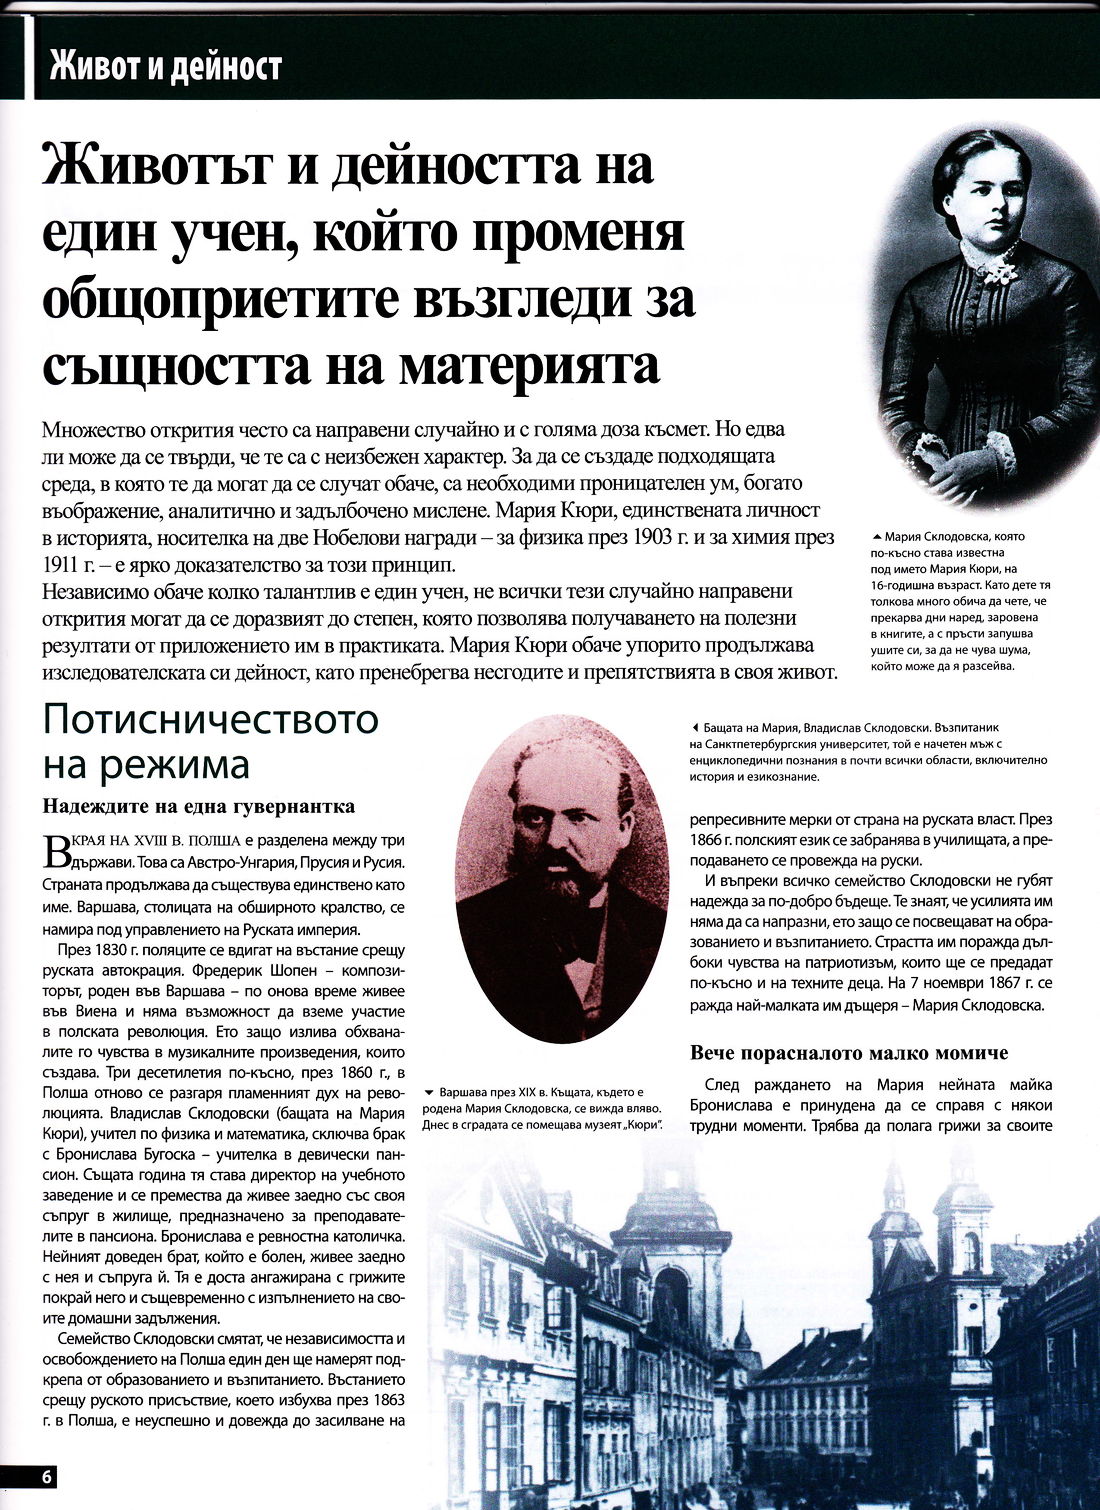 Живот и дейност
Животът и дейността на
един учен, който променя
общоприетите възгледи за
същността на материята
Множество открития често са направени случайно и с голяма доза късмет. Но едва
ли може да се твърди, че те са с неизбежен характер. За да се създаде подходящата
среда, в която те да могат да се случат обаче, са необходими проницателен ум, богато
въображение, аналитично и задълбочено мислене. Мария Кюри, единствената личност
в историята, носителка на две Нобелови награди – за физика през 1903 г. и за химия през
1911 г. – е ярко доказателство за този принцип.
Независимо обаче колко талантлив е един учен, не всички тези случайно направени
открития могат да се доразвият до степен, която позволява получаването на полезни
резултати от приложението им в практиката. Мария Кюри обаче упорито продължава
изследователската си дейност, като пренебрегва несгодите и препятствията в своя живот.
▲ Мария Склодовска, която
по-късно става известна
под името Мария Кюри, на
16-годишна възраст. Като дете тя
толкова много обича да чете, че
прекарва дни наред, заровена
в книгите, а с пръсти запушва
ушите си, за да не чува шума,
който може да я разсейва.
Потисничеството
на режима
Надеждите на една гувернантка
В КРАЯ НА XVIII В. ПОЛША е разделена между три
държави. Това са Австро-Унгария, Прусия и Русия.
Страната продължава да съществува единствено като
име. Варшава, столицата на обширното кралство, се
намира под управлението на Руската империя.
През 1830 г. поляците се вдигат на въстание срещу
руската автокрация. Фредерик Шопен – компози-
торът, роден във Варшава – по онова време живее
във Виена и няма възможност да вземе участие
в полската революция. Ето защо излива обхвана-
лите го чувства в музикалните произведения, които
създава. Три десетилетия по-късно, през 1860 г., в
Полша отново се разгаря пламенният дух на рево-
люцията. Владислав Склодовски (бащата на Мария
Кюри), учител по физика и математика, сключва брак
с Бронислава Бугоска – учителка в девически пан-
сион. Същата година тя става директор на учебното
заведение и се премества да живее заедно със своя
съпруг в жилище, предназначено за преподавате-
лите в пансиона. Бронислава е ревностна католичка.
Нейният доведен брат, който е болен, живее заедно
с нея и съпруга ѝ. Тя е доста ангажирана с грижите
покрай него и същевременно с изпълнението на сво-
ите домашни задължения.
Семейство Склодовски смятат, че независимостта и
освобождението на Полша един ден ще намерят под-
крепа от образованието и възпитанието. Въстанието
срещу руското присъствие, което избухва през 1863
г. в Полша, е неуспешно и довежда до засилване на
◀ Бащата на Мария, Владислав Склодовски. Възпитаник
на Санктпетербургския университет, той е начетен мъж с
енциклопедични познания в почти всички области, включително
история и езикознание.
▼ Варшава през XIX в. Къщата, където е
родена Мария Склодовска, се вижда вляво.
Днес в сградата се помещава музеят „Кюри”.
репресивните мерки от страна на руската власт. През
1866 г. полският език се забранява в училищата, а пре-
подаването се провежда на руски.
И въпреки всичко семейство Склодовски не губят
надежда за по-добро бъдеще. Те знаят, че усилията им
няма да са напразни, ето защо се посвещават на обра-
зованието и възпитанието. Страстта им поражда дъл-
боки чувства на патриотизъм, които ще се предадат
по-късно и на техните деца. На 7 ноември 1867 г. се
ражда най-малката им дъщеря – Мария Склодовска.
Вече порасналото малко момиче
След раждането на Мария нейната майка
Бронислава е принудена да се справя с някои
трудни моменти. Трябва да полага грижи за своите
6